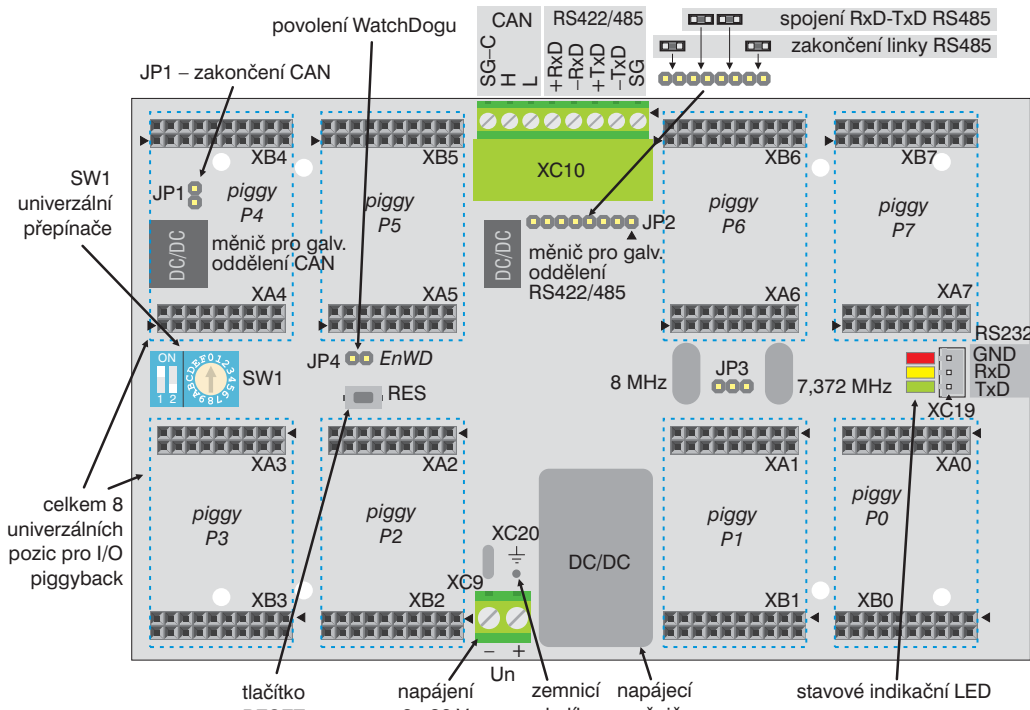 povolení WatchDogu
CAN
RS422/485
SG–C
H
L
+RxD
–RxD
+TxD
–TxD
SG
spojení RxD-TxD RS485
zakončení linky RS485
JP1 – zakončení CAN
SW1
univerzální
přepínače
XB4
XB5
XC10
XB6
XB7
JP1
piggy
P4
piggy
P5
JP2
piggy
P6
piggy
P7
DC/DC
měnič pro galv.
oddělení CAN
DC/DC
měnič pro galv.
oddělení
RS422/485
XA4
XA5
XA6
XA7
ON
1 2
0123456789ABCDEF
SW1
JP4
EnWD
RES
8 MHz
JP3
7,372 MHz
RS232
GND
RxD
TxD
XC19
XA3
XA2
XA1
XA0
celkem 8
univerzálních
pozic pro I/O
piggyback
piggy
P3
piggy
P2
XC20
DC/DC
piggy
P1
piggy
P0
XC9
XB3
XB2
XB1
XB0
– +
Un
tlačítko
napájení
zemnicí
napájecí
stavové indikační LED